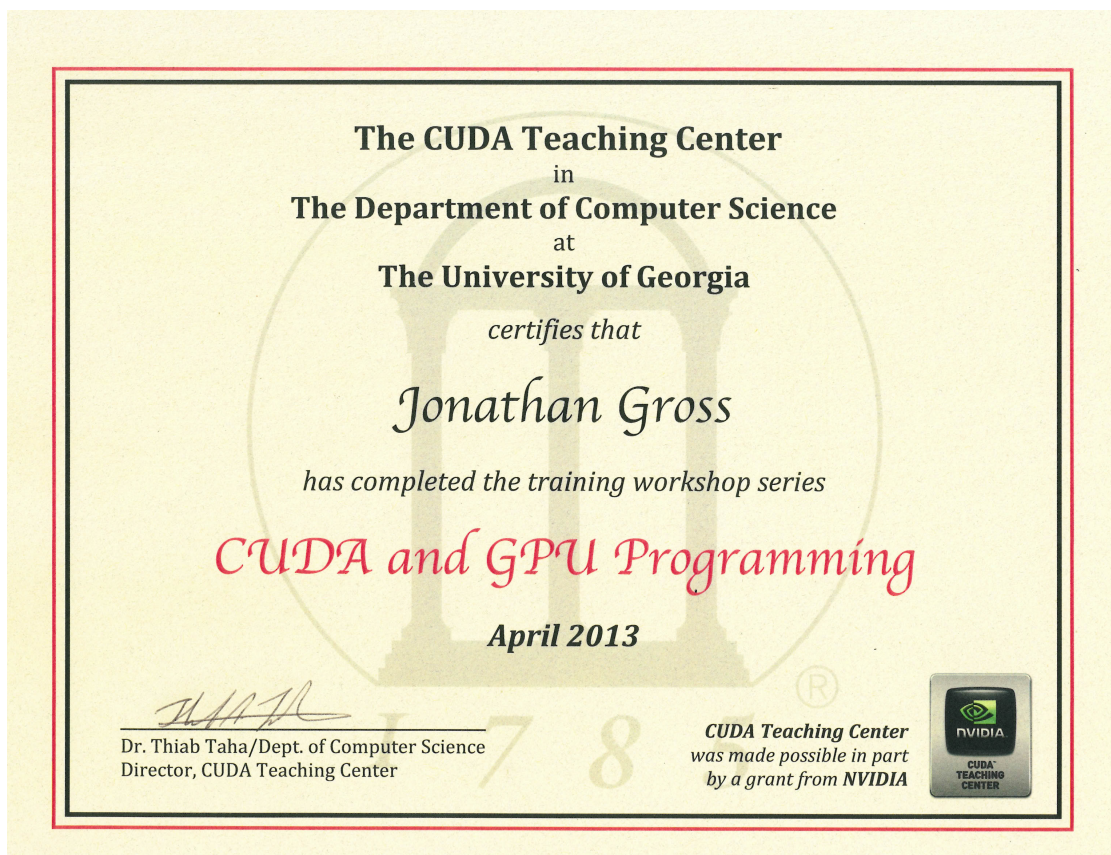 The CUDA Teaching Center
in
The Department of Computer Science
at
The University of Georgia
certifies that
Jonathan Gross
has completed the training workshop series
CUDA and GPU Programming
April 2013
®
1785
Dr. Thiab Taha/Dept. of Computer Science
Director, CUDA Teaching Center
CUDA Teaching Center
was made possible in part
by a grant from NVIDIA
NVIDIA
CUDA™
TEACHING
CENTER